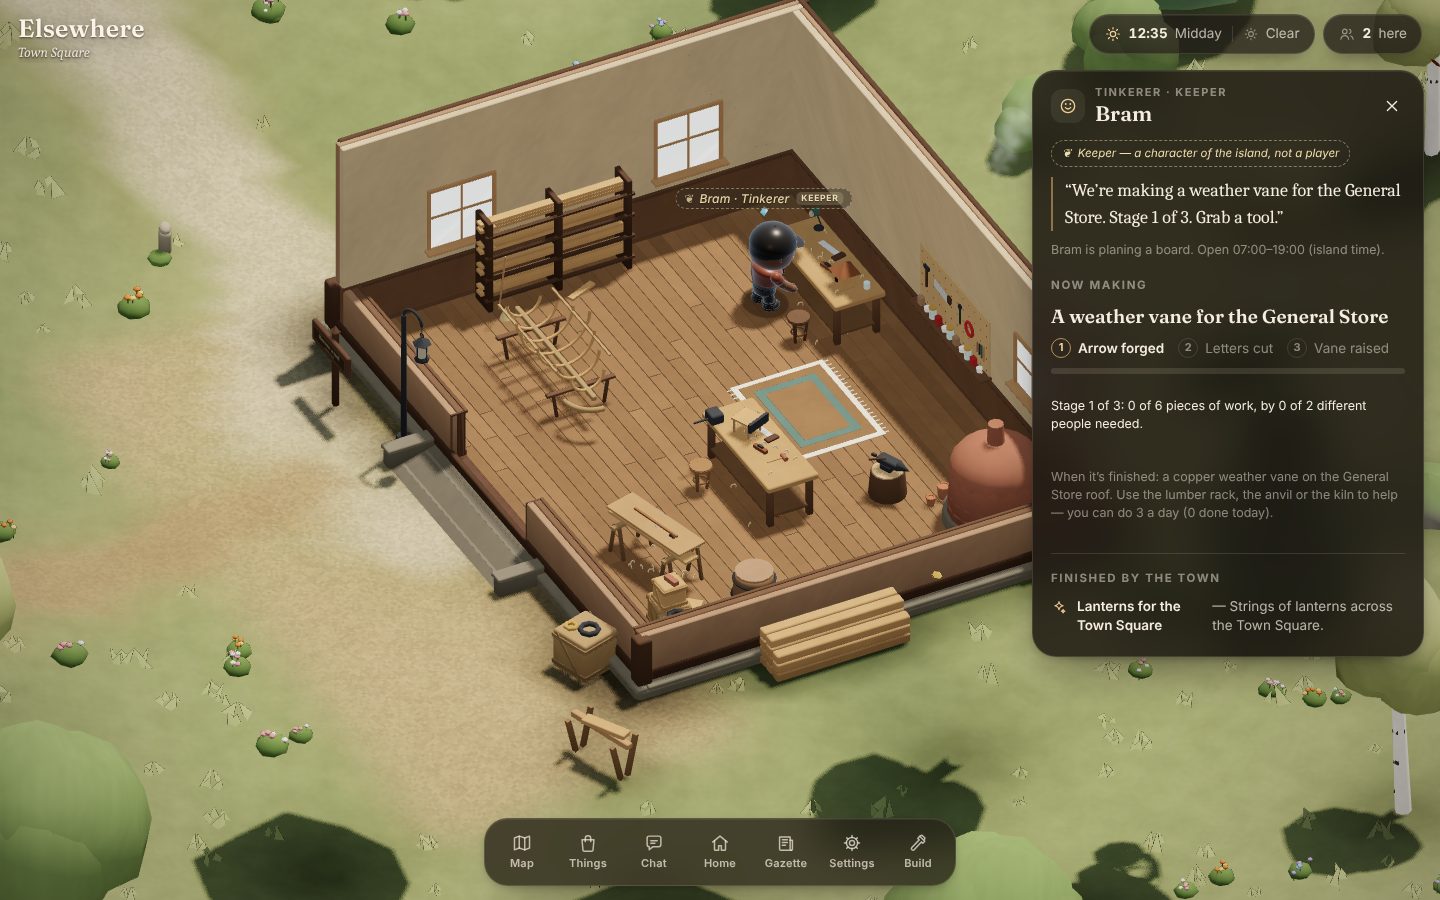 Elsewhere
Town Square
12:35 Midday Clear
2 here
TINKERER · KEEPER
Bram
Keeper — a character of the island, not a player
“We’re making a weather vane for the General
Store. Stage 1 of 3. Grab a tool.”
Bram is planing a board. Open 07:00–19:00 (island time).
NOW MAKING
A weather vane for the General Store
1 Arrow forged 2 Letters cut 3 Vane raised
Stage 1 of 3: 0 of 6 pieces of work, by 0 of 2 different
people needed.
When it’s finished: a copper weather vane on the General
Store roof. Use the lumber rack, the anvil or the kiln to help
— you can do 3 a day (0 done today).
FINISHED BY THE TOWN
Lanterns for the
Town Square
— Strings of lanterns across
the Town Square.
Bram · Tinkerer KEEPER
Map Things Chat Home Gazette Settings Build